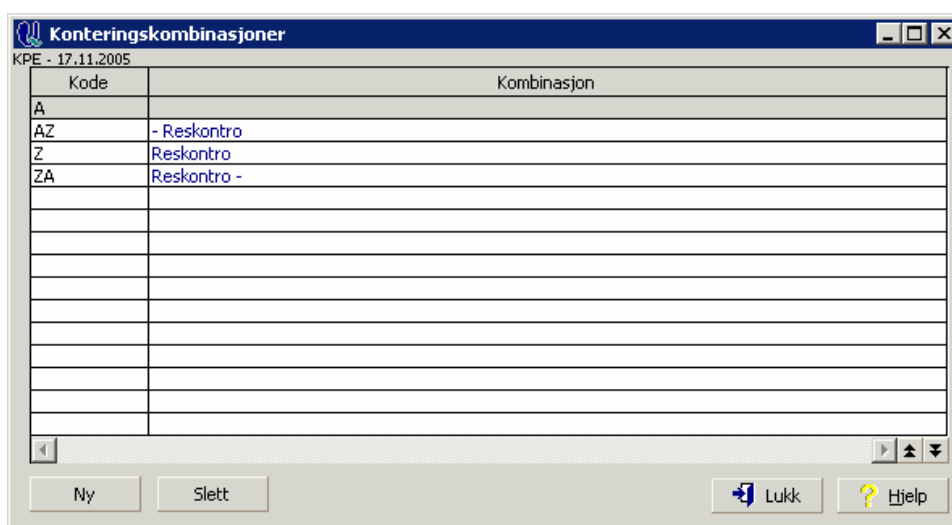 Konteringskombinasjoner
KPE - 17.11.2005
Kode Kombinasjon
A
AZ - Reskontro
Z Reskontro
ZA Reskontro -
Ny Slett Lukk ? Hjelp